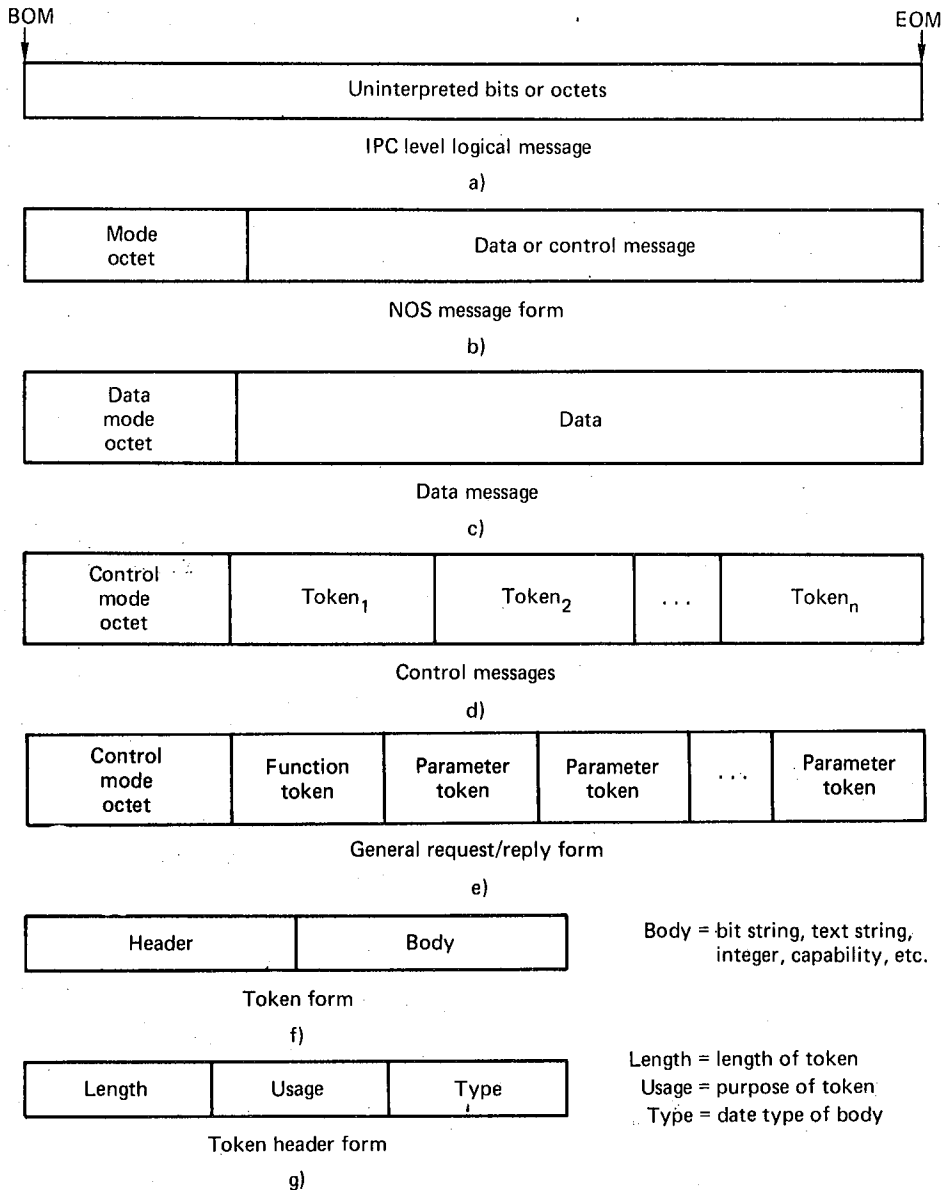 BOM EOM
Uninterpreted bits or octets
IPC level logical message
a)
Mode
octet
Data or control message
NOS message form
b)
Data
mode
octet
Data
Data message
c)
Control
mode
octet
Token1
Token2
...
Tokenn
Control messages
d)
Control
mode
octet
Function
token
Parameter
token
Parameter
token
...
Parameter
token
General request/reply form
e)
Header
Body
Body = bit string, text string,
integer, capability, etc.
Token form
f)
Length
Usage
Type
Length = length of token
Usage = purpose of token
Type = date type of body
Token header form
g)